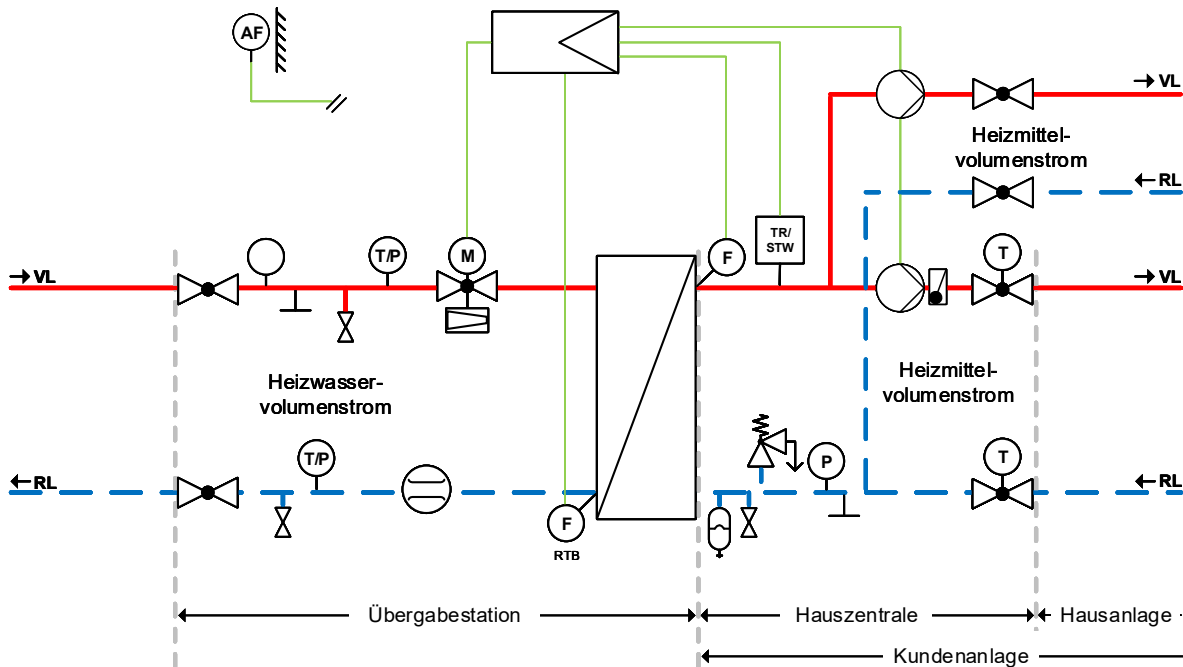 AF
→ VL
Heizmittel-
volumenstrom
← RL
TR/
STW
F
T
M
T/P
→ VL
→ VL
Heizwasser-
volumenstrom
Heizmittel-
volumenstrom
T/P
P
T
← RL
← RL
F
RTB
Übergabestation
Hauszentrale
Hausanlage
Kundenanlage